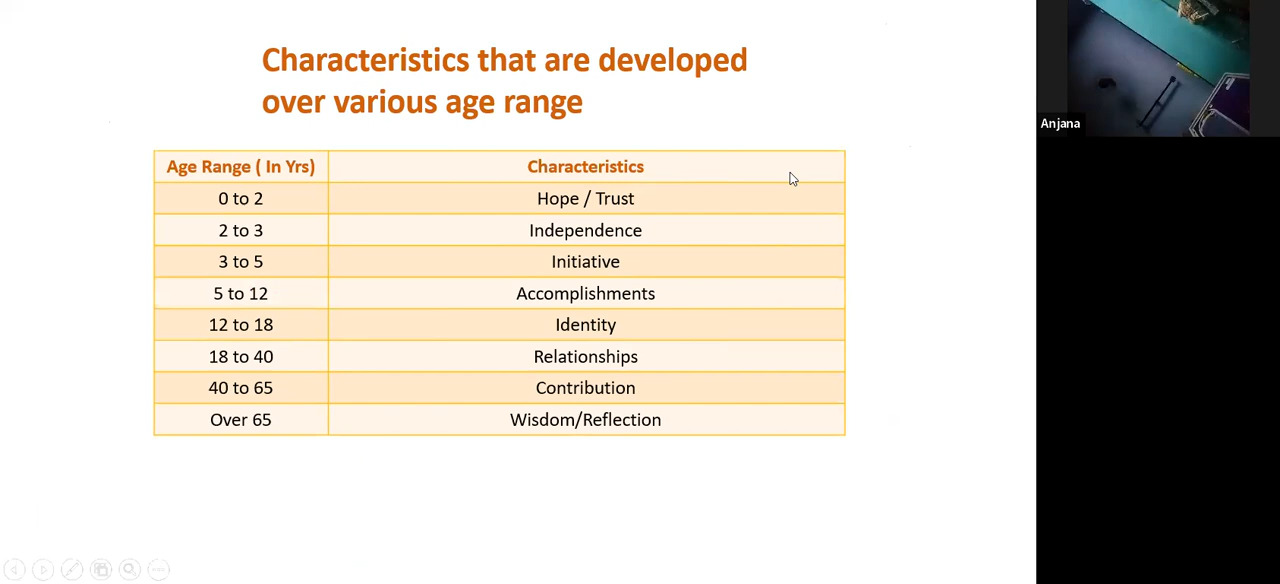 Characteristics that are developed
over various age range
Age Range ( In Yrs) Characteristics
0 to 2 Hope / Trust
2 to 3 Independence
3 to 5 Initiative
5 to 12 Accomplishments
12 to 18 Identity
18 to 40 Relationships
40 to 65 Contribution
Over 65 Wisdom/Reflection
Anjana